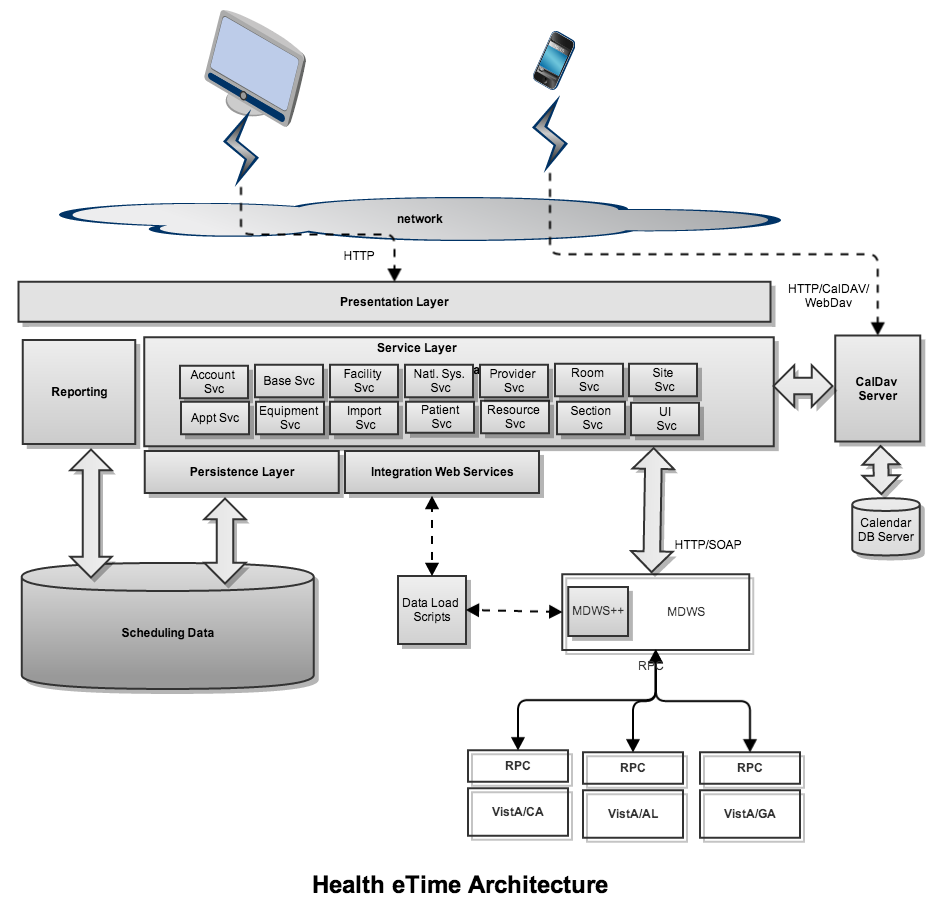 network
HTTP
HTTP/CalDAV/
WebDav
Presentation Layer
Service Layer
a
Account
Svc
Base Svc
Facility
Svc
Natl. Sys.
Svc
Provider
Svc
Room
Svc
Site
Svc
Appt Svc
Equipment
Svc
Import
Svc
Patient
Svc
Resource
Svc
Section
Svc
UI
Svc
Reporting
CalDav
Server
Persistence Layer
Integration Web Services
Calendar
DB Server
HTTP/SOAP
Scheduling Data
Data Load
Scripts
MDWS++
MDWS
RPC
RPC
RPC
RPC
VistA/CA
VistA/AL
VistA/GA
Health eTime Architecture